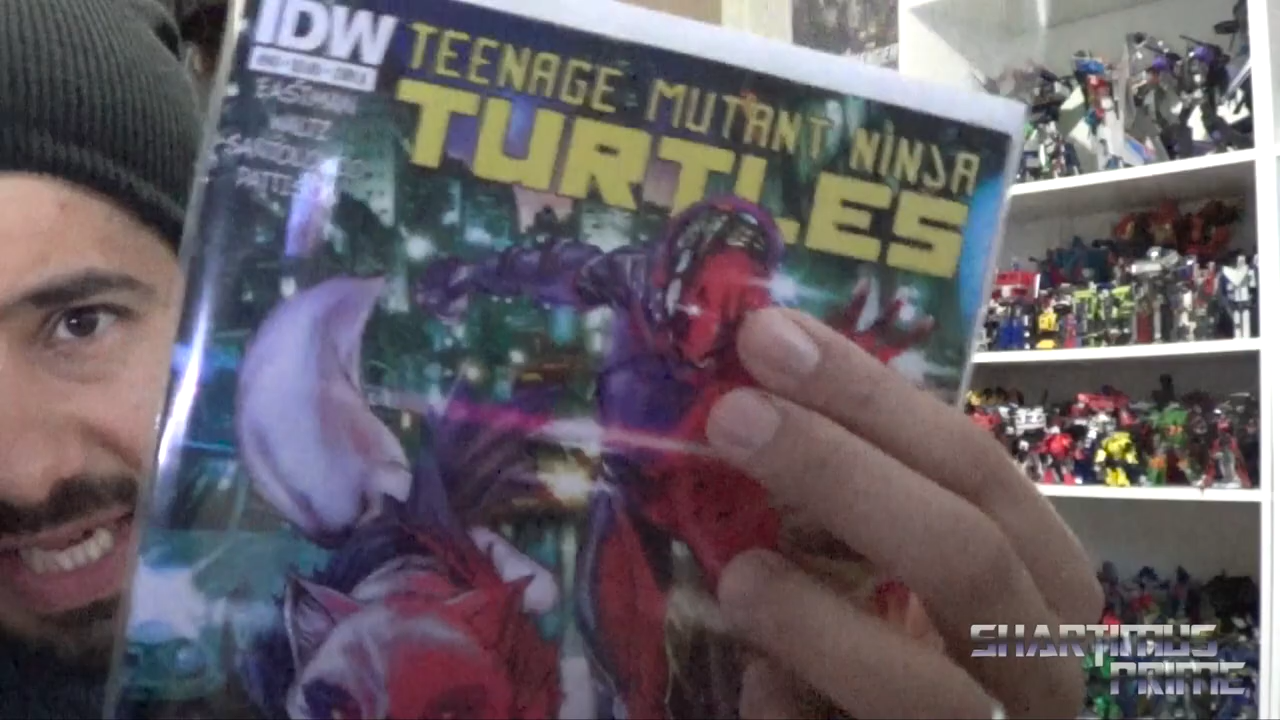 IDW
TEENAGE MUTANT NINJA
TURTLES
EASTMAN
WALTZ
SHARTIMUS
PRIME